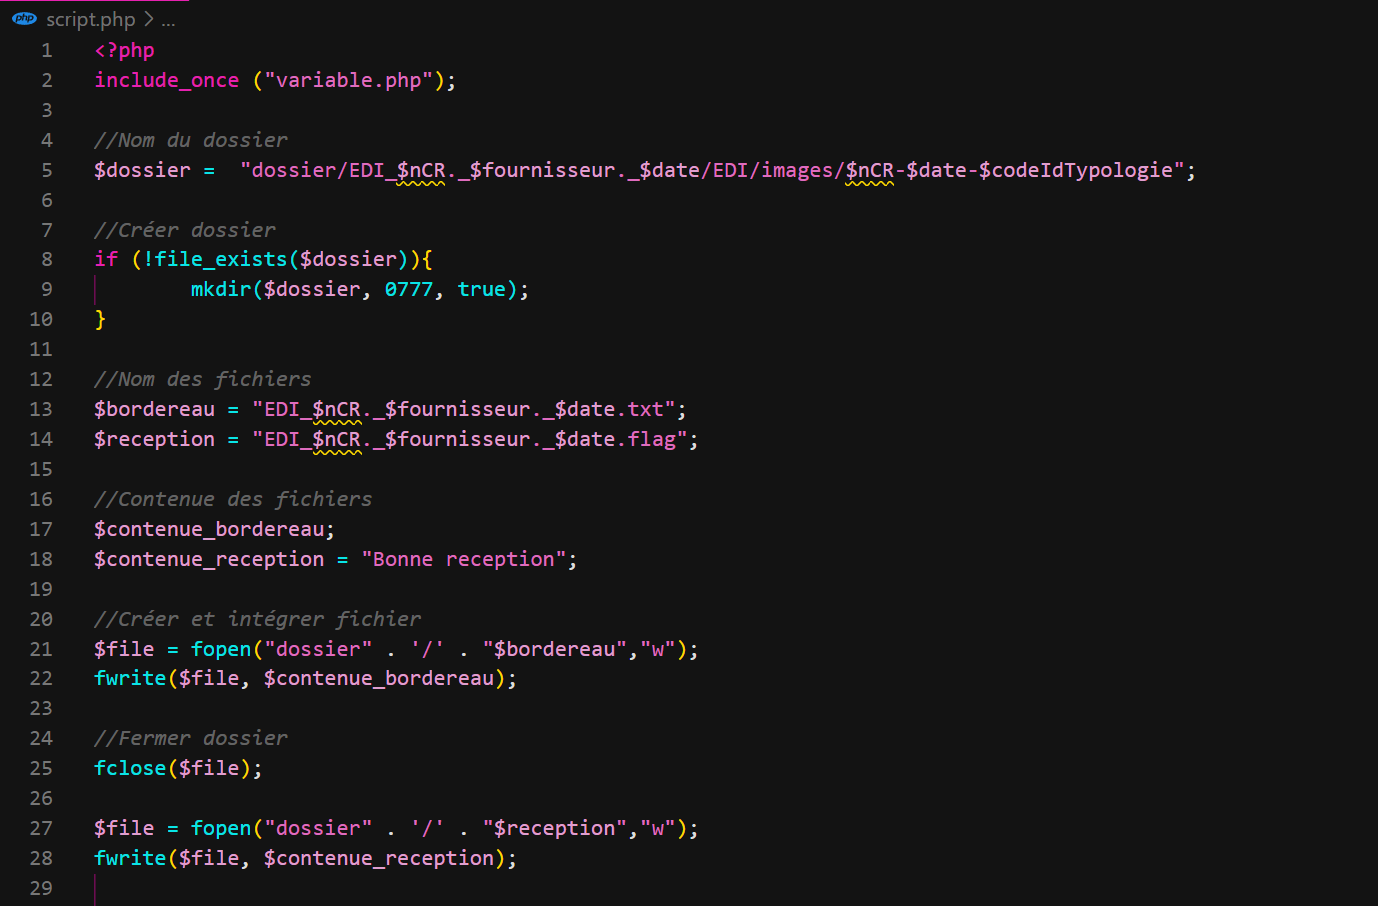 php script.php > ...
1 <?php
2 include_once ("variable.php");
3
4 //Nom du dossier
5 $dossier =  "dossier/EDI_$nCR._$fournisseur._$date/EDI/images/$nCR-$date-$codeIdTypologie";
6
7 //Créer dossier
8 if (!file_exists($dossier)){
9         mkdir($dossier, 0777, true);
10 }
11
12 //Nom des fichiers
13 $bordereau = "EDI_$nCR._$fournisseur._$date.txt";
14 $reception = "EDI_$nCR._$fournisseur._$date.flag";
15
16 //Contenue des fichiers
17 $contenue_bordereau;
18 $contenue_reception = "Bonne reception";
19
20 //Créer et intégrer fichier
21 $file = fopen("dossier" . '/' . "$bordereau","w");
22 fwrite($file, $contenue_bordereau);
23
24 //Fermer dossier
25 fclose($file);
26
27 $file = fopen("dossier" . '/' . "$reception","w");
28 fwrite($file, $contenue_reception);
29